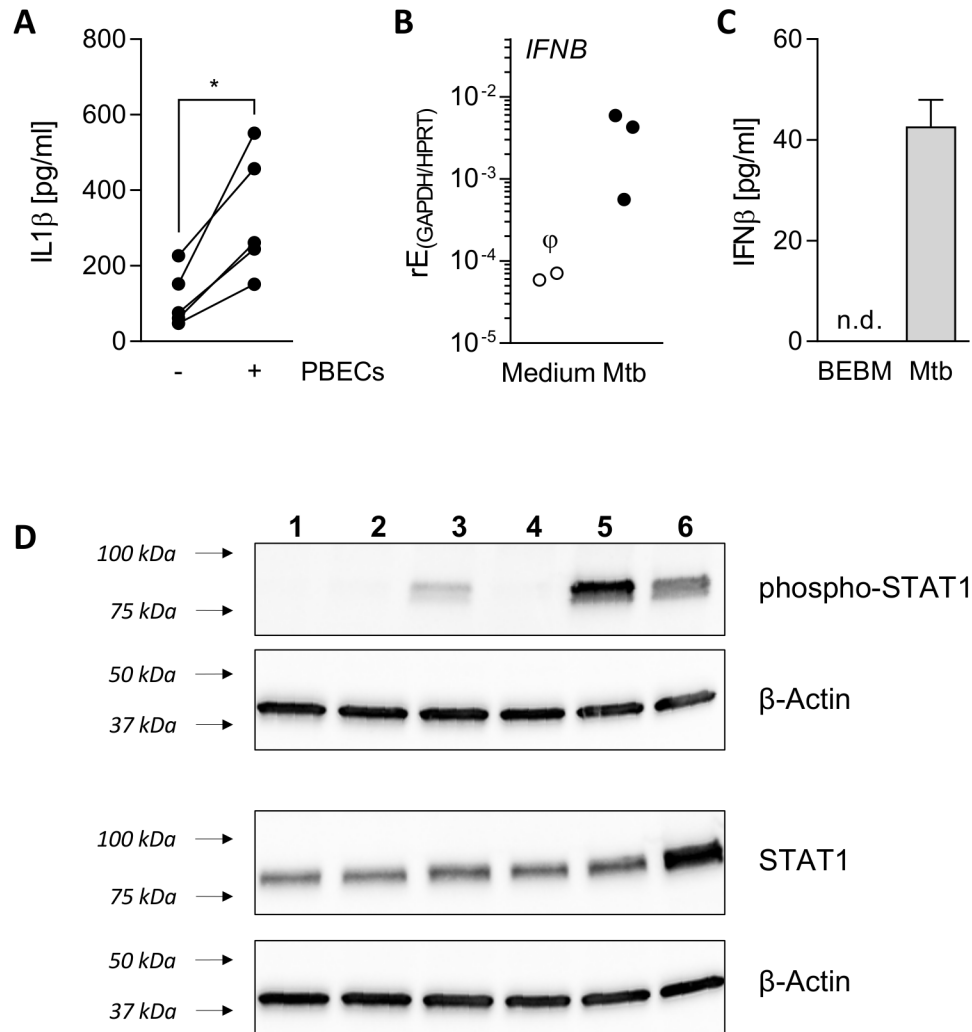 A
IL1β [pg/ml]
800
600
400
200
0
*
- + PBECs
B
rE(GAPDH/HPRT)
IFNB
10-2
10-3
10-4
10-5
φ
Medium Mtb
C
IFNβ [pg/ml]
60
40
20
0
n.d.
BEBM Mtb
D
1 2 3 4 5 6
100 kDa
75 kDa
phospho-STAT1
50 kDa
37 kDa
β-Actin
100 kDa
75 kDa
STAT1
50 kDa
37 kDa
β-Actin